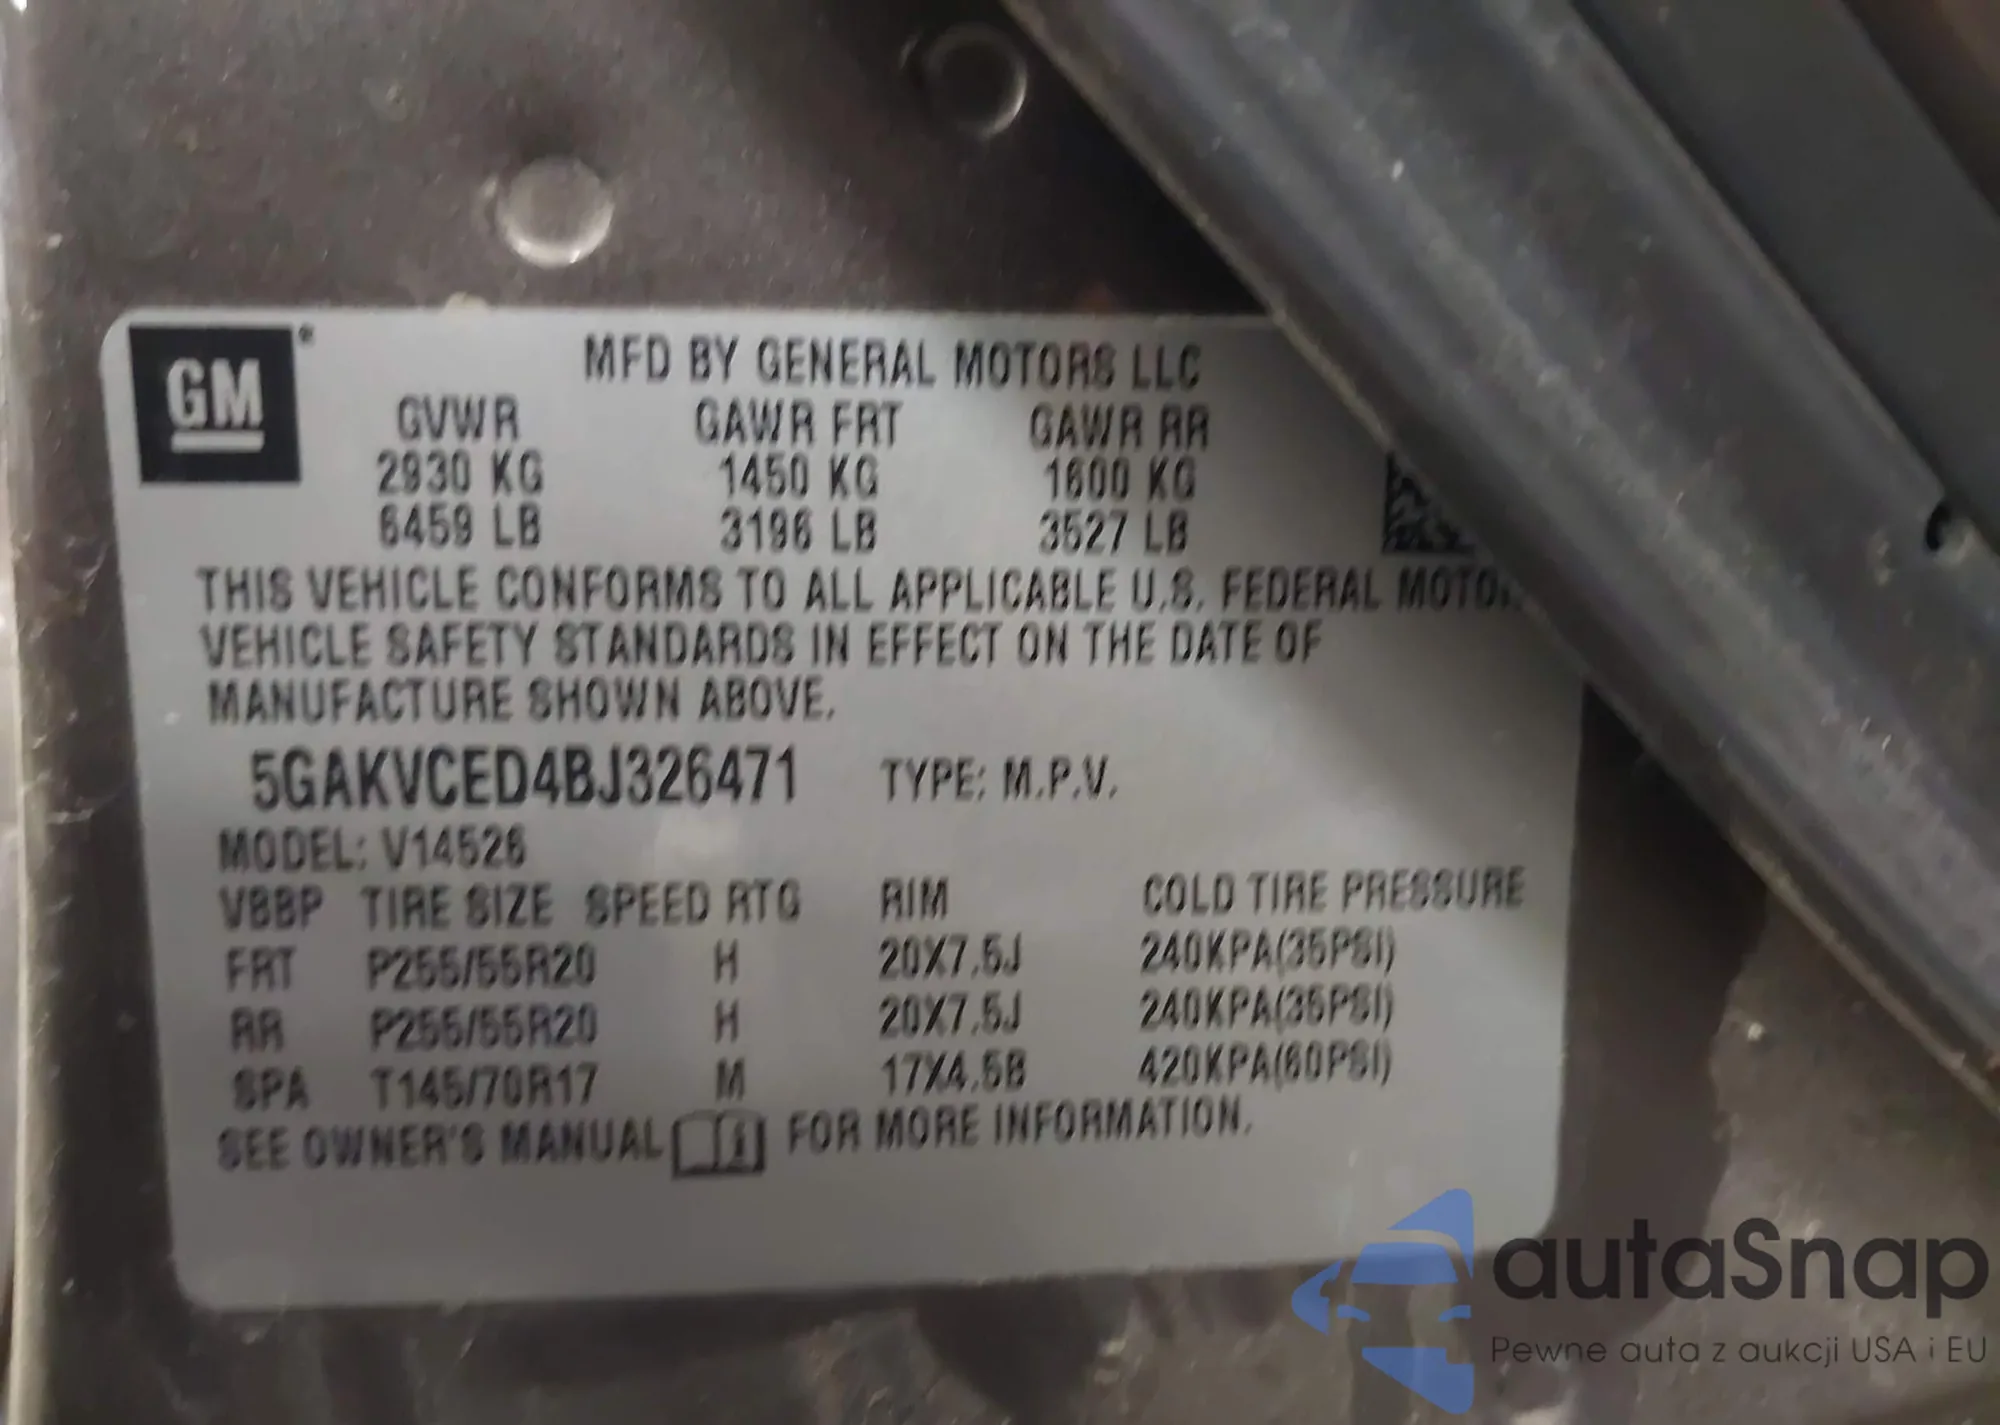 GM ®
MFD BY GENERAL MOTORS LLC
GVWR GAWR FRT GAWR RR
2930 KG 1450 KG 1600 KG
6459 LB 3196 LB 3527 LB
THIS VEHICLE CONFORMS TO ALL APPLICABLE U.S. FEDERAL MOTOR
VEHICLE SAFETY STANDARDS IN EFFECT ON THE DATE OF
MANUFACTURE SHOWN ABOVE.
5GAKVCED4BJ326471 TYPE: M.P.V.
MODEL: V14526
VBBP TIRE SIZE SPEED RTG RIM COLD TIRE PRESSURE
FRT P255/55R20 H 20X7.5J 240KPA(35PSI)
RR P255/55R20 H 20X7.5J 240KPA(35PSI)
SPA T145/70R17 M 17X4.5B 420KPA(60PSI)
SEE OWNER'S MANUAL FOR MORE INFORMATION.
autaSnap
Pewne auta z aukcji USA i EU